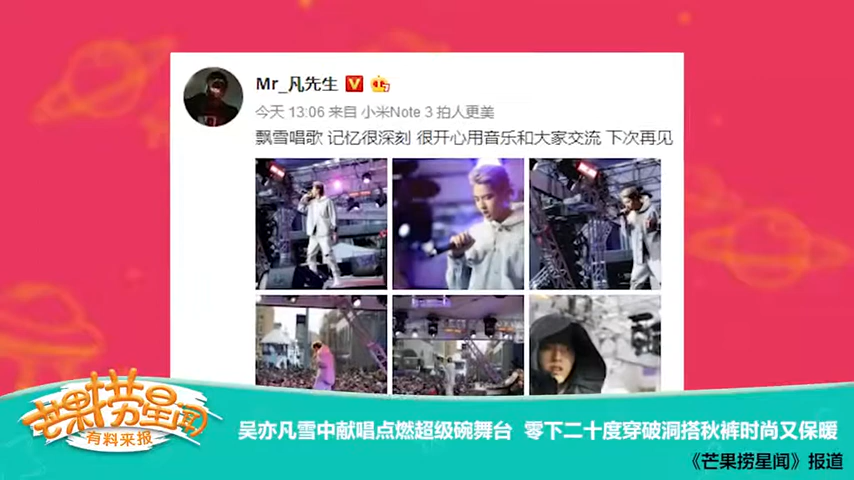 Mr_凡先生
今天 13:06 来自 小米Note 3 拍人更美
飘雪唱歌 记忆很深刻 很开心用音乐和大家交流 下次再见
芒果捞星闻
有料来报
吴亦凡雪中献唱点燃超级碗舞台 零下二十度穿破洞搭秋裤时尚又保暖
《芒果捞星闻》报道